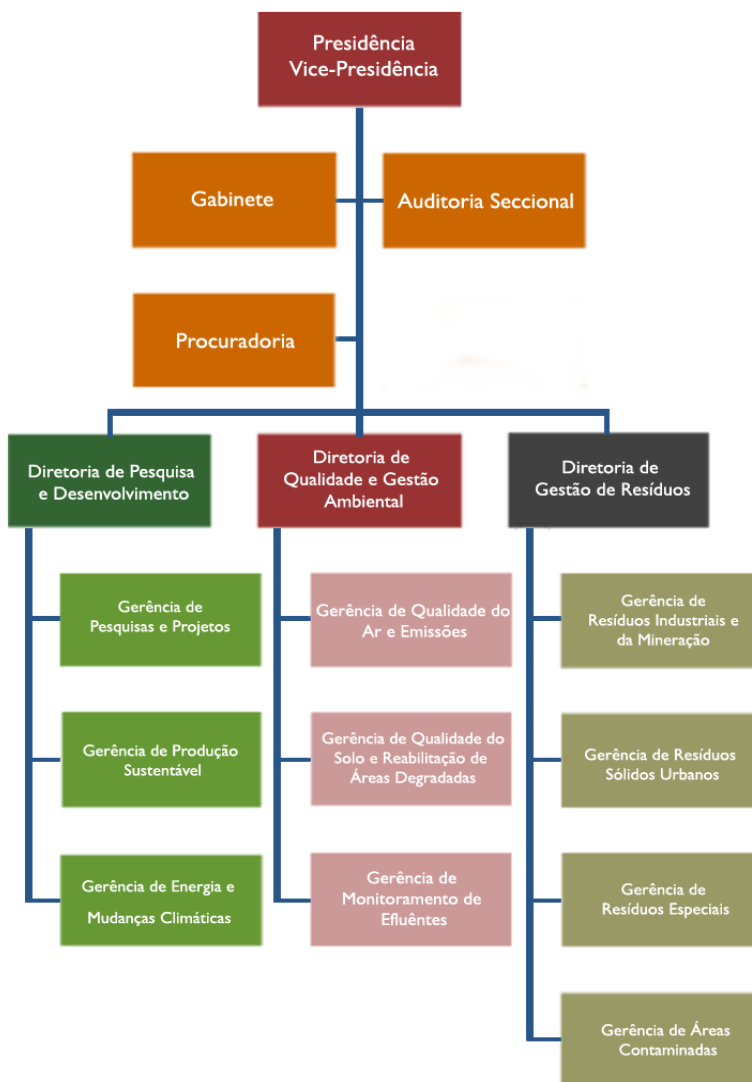 Presidência
Vice-Presidência
Gabinete
Auditoria Seccional
Procuradoria
Diretoria de Pesquisa
e Desenvolvimento
Diretoria de
Qualidade e Gestão
Ambiental
Diretoria de
Gestão de Resíduos
Gerência de
Pesquisas e Projetos
Gerência de Qualidade do
Ar e Emissões
Gerência de
Resíduos Industriais e
da Mineração
Gerência de Produção
Sustentável
Gerência de Qualidade do
Solo e Reabilitação de
Áreas Degradadas
Gerência de Resíduos
Sólidos Urbanos
Gerência de Energia e
Mudanças Climáticas
Gerência de
Monitoramento de
Efluêntes
Gerência de
Resíduos Especiais
Gerência de Áreas
Contaminadas